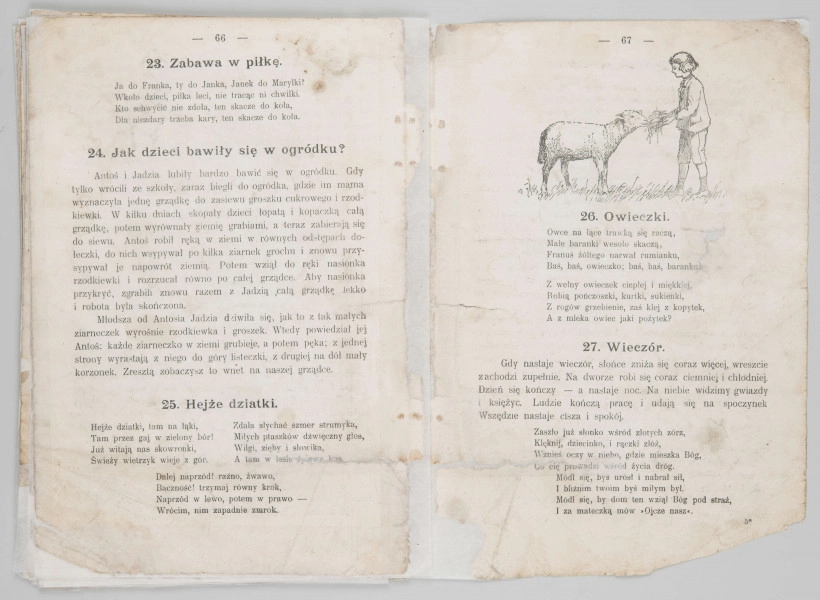 — 66 —
23. Zabawa w piłkę.
Ja do Franka, ty do Janka, Janek do Marylki!
Wkoło dzieci, piłka leci, nie tracąc ni chwilki.
Kto schwycić nie zdoła, ten skacze do koła,
Dla niezdary trzeba kary, ten skacze do koła.
24. Jak dzieci bawiły się w ogródku?
Antoś i Jadzia lubiły bardzo bawić się w ogródku. Gdy
tylko wrócili ze szkoły, zaraz biegli do ogródka, gdzie im mama
wyznaczyła jedną grządkę do zasiewu groszku cukrowego i rzod-
kiewki. W kilku dniach skopały dzieci łopatą i kopaczką całą
grządkę, potem wyrównały ziemię grabiami, a teraz zabierają się
do siewu. Antoś robił ręką w ziemi w równych odstępach do-
łeczki, do nich wsypywał po kilka ziarnek grochu i znowu przy-
sypywał je napowrót ziemią. Potem wziął do ręki nasionka
rzodkiewki i rozrzucał równo po całej grządce. Aby nasionka
przykryć, zgrabili znowu razem z Jadzią całą grządkę lekko
i robota była skończona.
Młodsza od Antosia Jadzia dziwiła się, jak to z tak małych
ziarneczek wyrośnie rzodkiewka i groszek. Wtedy powiedział jej
Antoś: każde ziarneczko w ziemi grubieje, a potem pęka; z jednej
strony wyrastają z niego do góry listeczki, z drugiej na dół mały
korzonek. Zresztą zobaczysz to wnet na naszej grządce.
25. Hejże dziatki.
Hejże dziatki, tam na łąki,
Tam przez gaj w zielony bór!
Już witają nas skowronki,
Świeży wietrzyk wieje z gór.
Zdala słychać szmer strumyka,
Miłych ptaszków dźwięczny głos,
Wilgi, zięby i słowika,
A tam w
Dalej naprzód! raźno, żwawo,
Baczność! trzymaj równy krok,
Naprzód w lewo, potem w prawo —
Wrócim, nim zapadnie zmrok.
— 67 —
26. Owieczki.
Owce na łące trawką się raczą,
Małe baranki wesoło skaczą,
Franuś żółtego narwał rumianku,
Baś, baś, owieczko; baś, baś, baranku!
Z wełny owieczek ciepłej i miękkiej,
Robią pończoszki, kurtki, sukienki,
Z rogów grzebienie, zaś klej z kopytek,
A z mleka owiec jaki pożytek?
27. Wieczór.
Gdy nastaje wieczór, słońce zniża się coraz więcej, wreszcie
zachodzi zupełnie. Na dworze robi się coraz ciemniej i chłodniej.
Dzień się kończy — a nastaje noc. Na niebie widzimy gwiazdy
i księżyc. Ludzie kończą pracę i udają się na spoczynek
Wszędzie nastaje cisza i spokój.
Zaszło już słonko wśród złotych zórz,
Klęknij, dziecinko, i rączki złóż,
Wznieś oczy w niebo, gdzie mieszka Bóg,
Co cię prowadzi wśród życia dróg.
Módl się, byś urósł i nabrał sił,
I bliźnim twoim byś miłym był.
Módl się, by dom ten wziął Bóg pod straż,
I za mateczką mów »Ojcze nasz«.
5*